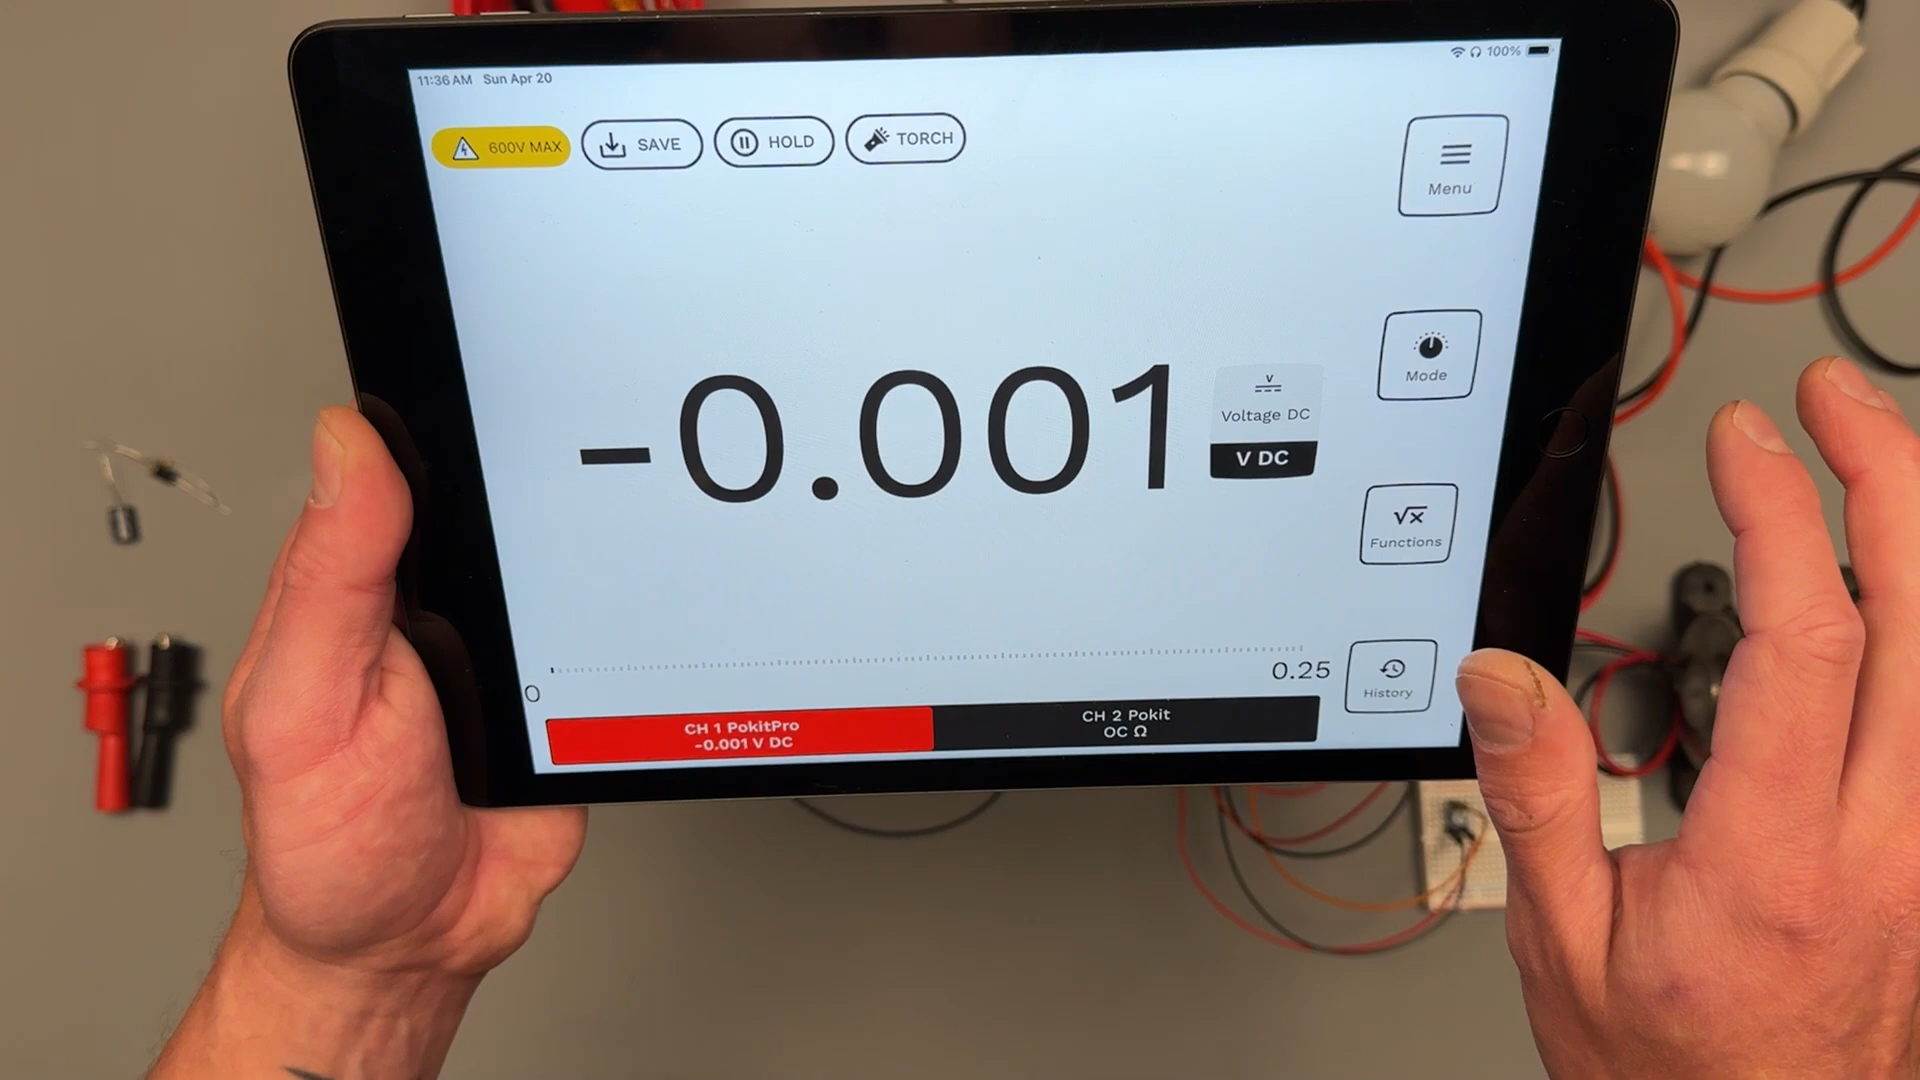 11:36 AM Sun Apr 20
100%
600V MAX
SAVE
HOLD
TORCH
Menu
-0.001
V
Voltage DC
V DC
Mode
√x
Functions
0
0.25
History
CH 1 PokitPro
-0.001 V DC
CH 2 Pokit
OC Ω